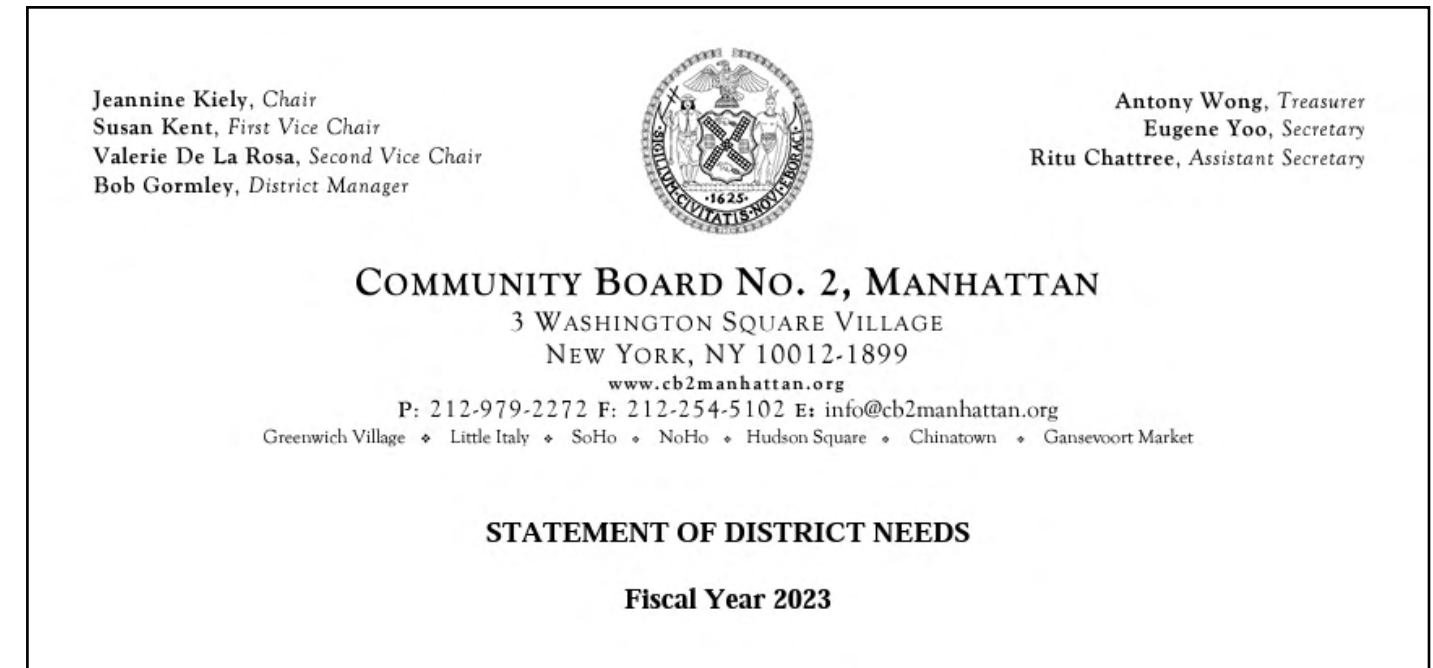 Jeannine Kiely, Chair
Susan Kent, First Vice Chair
Valerie De La Rosa, Second Vice Chair
Bob Gormley, District Manager
SIGILLUM·CIVITATIS·NOVI·EBORACI
·1625·
Antony Wong, Treasurer
Eugene Yoo, Secretary
Ritu Chattree, Assistant Secretary
COMMUNITY BOARD NO. 2, MANHATTAN
3 WASHINGTON SQUARE VILLAGE
NEW YORK, NY 10012-1899
www.cb2manhattan.org
P: 212-979-2272 F: 212-254-5102 E: info@cb2manhattan.org
Greenwich Village ❖ Little Italy ❖ SoHo ❖ NoHo ❖ Hudson Square ❖ Chinatown ❖ Gansevoort Market
STATEMENT OF DISTRICT NEEDS
Fiscal Year 2023